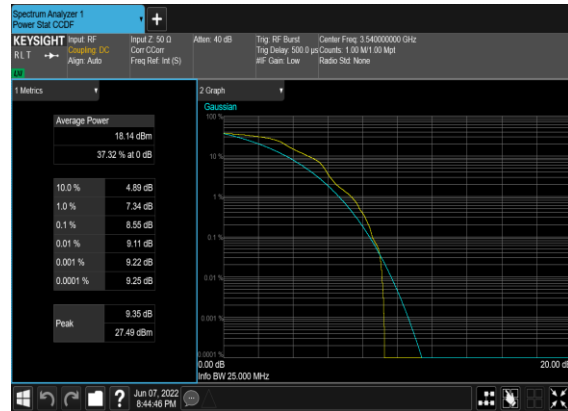 Spectrum Analyzer 1
Power Stat CCDF
KEYSIGHT
RLT
LW
Input: RF
Coupling: DC
Align: Auto
Input Z: 50 Ω
Corr CCorr
Freq Ref: Int (S)
Atten: 40 dB
Trig: RF Burst
Trig Delay: 500.0 µs
#IF Gain: Low
Center Freq: 3.540000000 GHz
Counts: 1.00 M/1.00 Mpt
Radio Std: None
1 Metrics
Average Power
18.14 dBm
37.32 % at 0 dB
10.0 % 4.89 dB
1.0 % 7.34 dB
0.1 % 8.55 dB
0.01 % 9.11 dB
0.001 % 9.22 dB
0.0001 % 9.25 dB
Peak
9.35 dB
27.49 dBm
2 Graph
Gaussian
100 %
10 %
1 %
0.1 %
0.01 %
0.001 %
0.0001 %
0.00 dB
20.00 dB
Info BW 25.000 MHz
Jun 07, 2022
8:44:46 PM